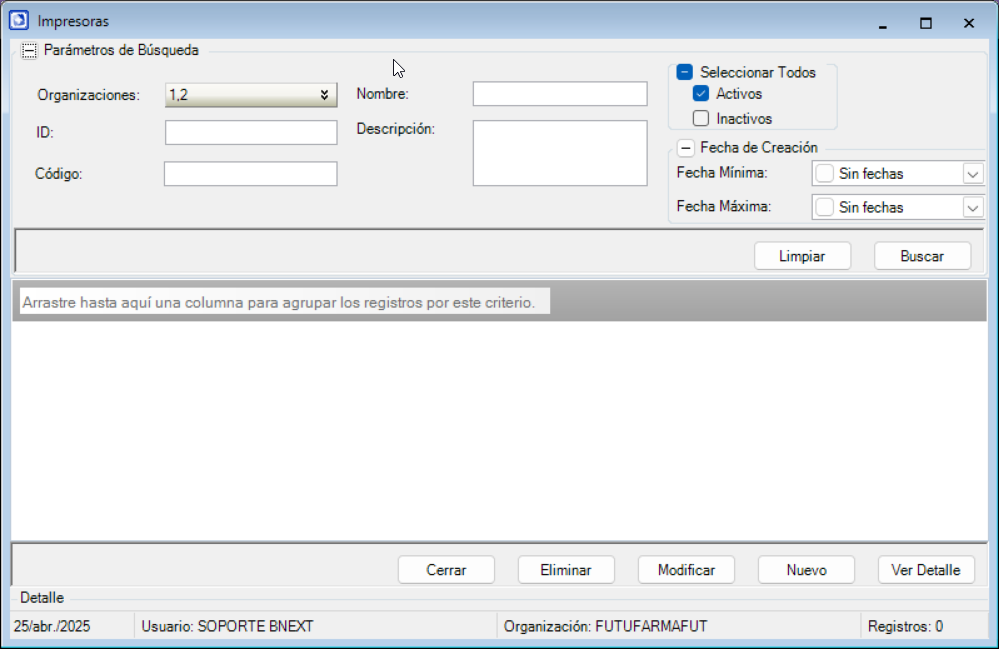 Impresoras
Parámetros de Búsqueda
Organizaciones: 1,2
Nombre:
Seleccionar Todos
Activos
Inactivos
ID:
Descripción:
Código:
Fecha de Creación
Fecha Mínima: Sin fechas
Fecha Máxima: Sin fechas
Limpiar Buscar
Arrastre hasta aquí una columna para agrupar los registros por este criterio.
Cerrar Eliminar Modificar Nuevo Ver Detalle
Detalle
25/abr./2025 Usuario: SOPORTE BNEXT Organización: FUTUFARMAFUT Registros: 0